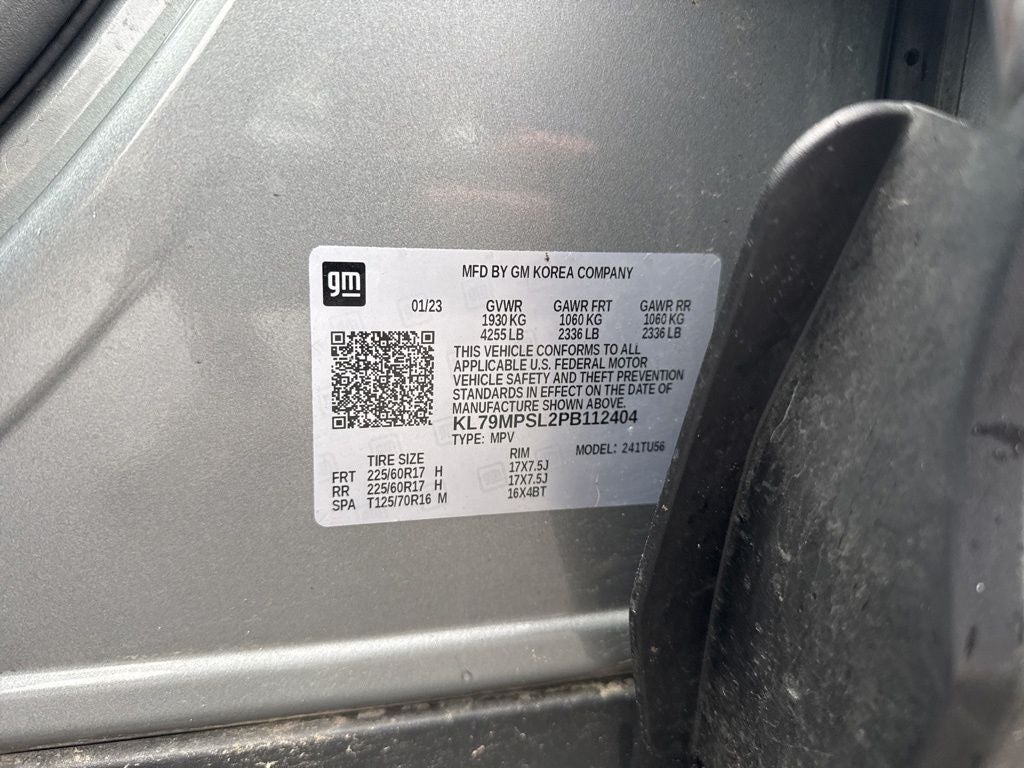 gm
MFD BY GM KOREA COMPANY
01/23 GVWR GAWR FRT GAWR RR
1930 KG 1060 KG 1060 KG
4255 LB 2336 LB 2336 LB
THIS VEHICLE CONFORMS TO ALL
APPLICABLE U.S. FEDERAL MOTOR
VEHICLE SAFETY AND THEFT PREVENTION
STANDARDS IN EFFECT ON THE DATE OF
MANUFACTURE SHOWN ABOVE.
KL79MPSL2PB112404
TYPE: MPV MODEL: 241TU56
TIRE SIZE RIM
FRT 225/60R17 H 17X7.5J
RR 225/60R17 H 17X7.5J
SPA T125/70R16 M 16X4BT